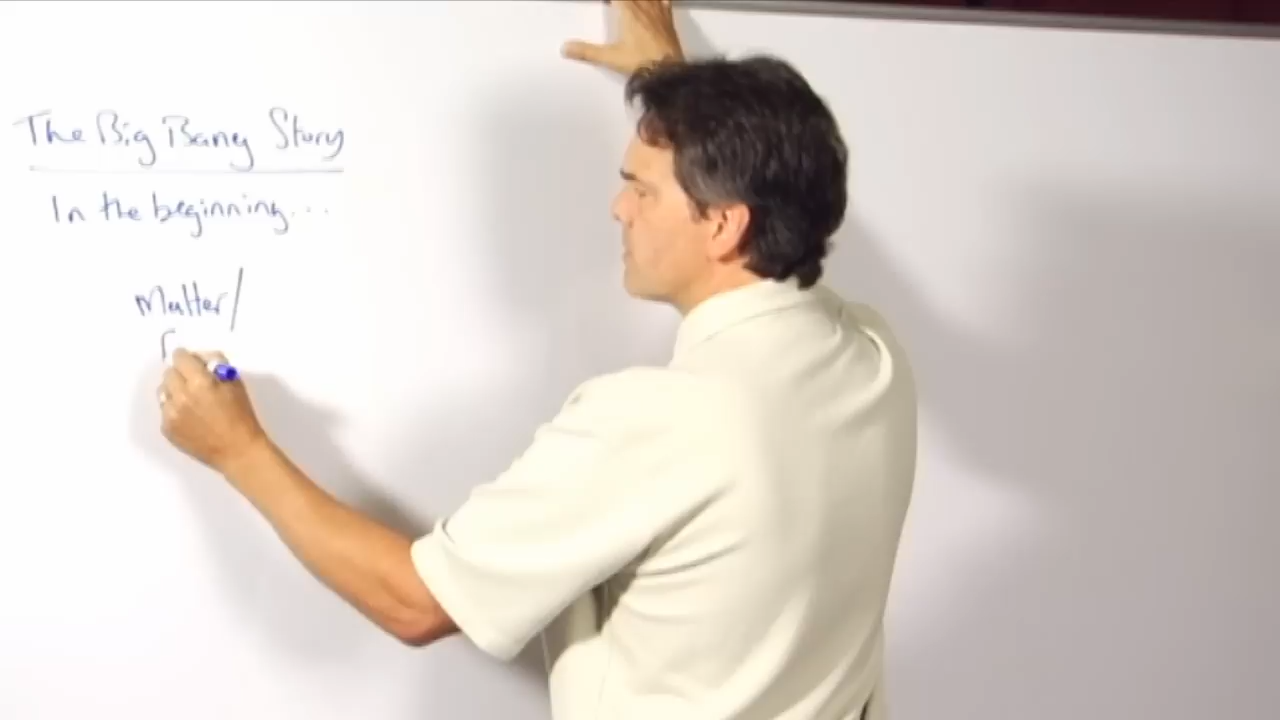 The Big Bang Story
In the beginning...
Matter/